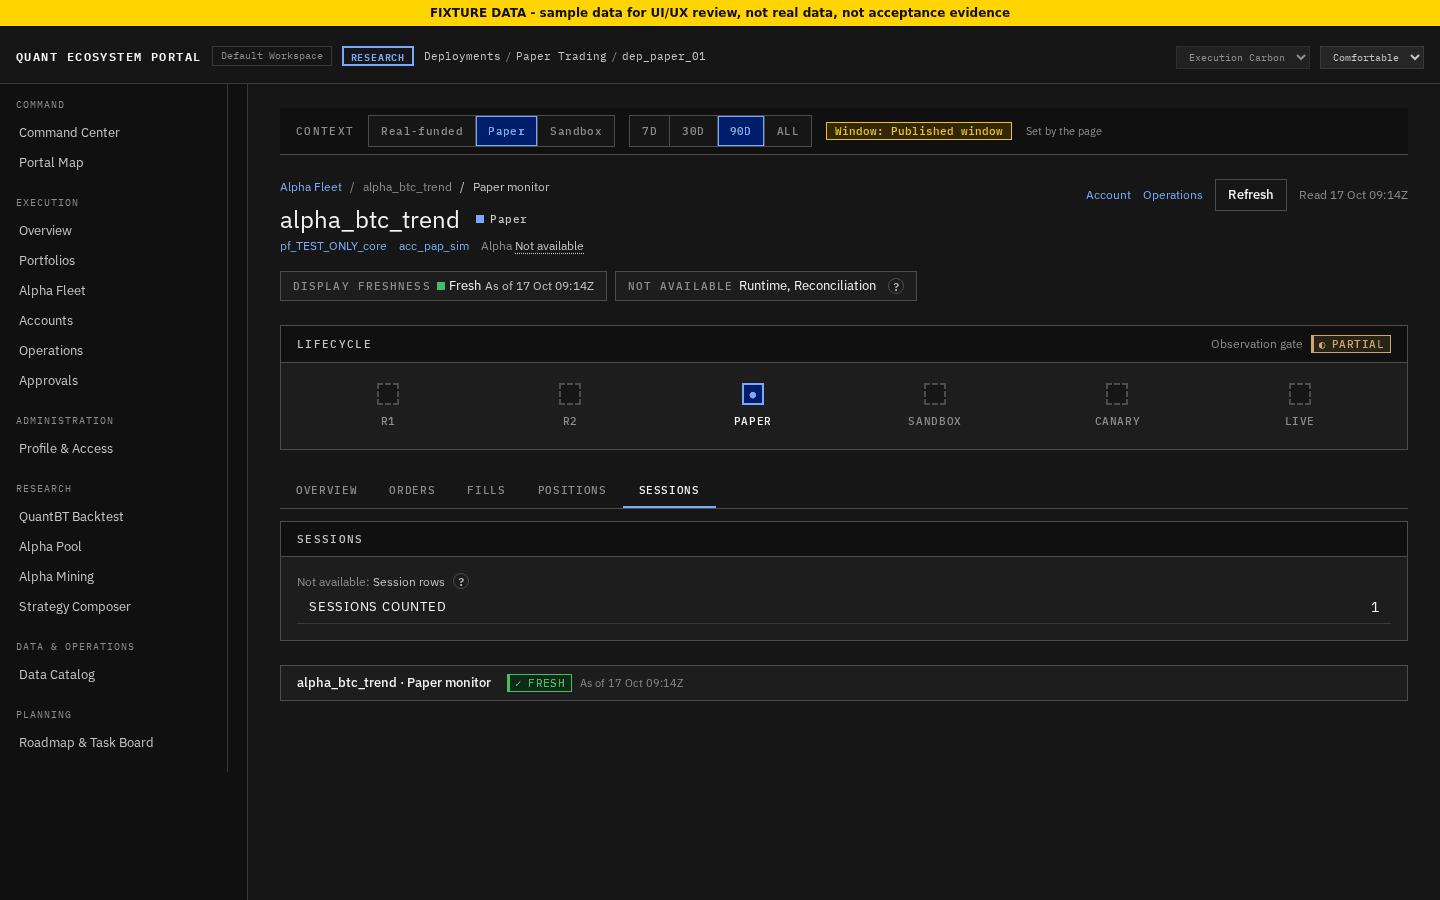 FIXTURE DATA - sample data for UI/UX review, not real data, not acceptance evidence
QUANT ECOSYSTEM PORTAL Default Workspace RESEARCH Deployments / Paper Trading / dep_paper_01 Execution Carbon Comfortable
COMMAND
Command Center
Portal Map
EXECUTION
Overview
Portfolios
Alpha Fleet
Accounts
Operations
Approvals
ADMINISTRATION
Profile & Access
RESEARCH
QuantBT Backtest
Alpha Pool
Alpha Mining
Strategy Composer
DATA & OPERATIONS
Data Catalog
PLANNING
Roadmap & Task Board
CONTEXT Real-funded Paper Sandbox 7D 30D 90D ALL Window: Published window Set by the page
Alpha Fleet / alpha_btc_trend / Paper monitor
Account Operations Refresh Read 17 Oct 09:14Z
alpha_btc_trend Paper
pf_TEST_ONLY_core acc_pap_sim Alpha Not available
DISPLAY FRESHNESS Fresh As of 17 Oct 09:14Z NOT AVAILABLE Runtime, Reconciliation ?
LIFECYCLE Observation gate PARTIAL
R1 R2 PAPER SANDBOX CANARY LIVE
OVERVIEW ORDERS FILLS POSITIONS SESSIONS
SESSIONS
Not available: Session rows ?
SESSIONS COUNTED 1
alpha_btc_trend · Paper monitor ✓ FRESH As of 17 Oct 09:14Z